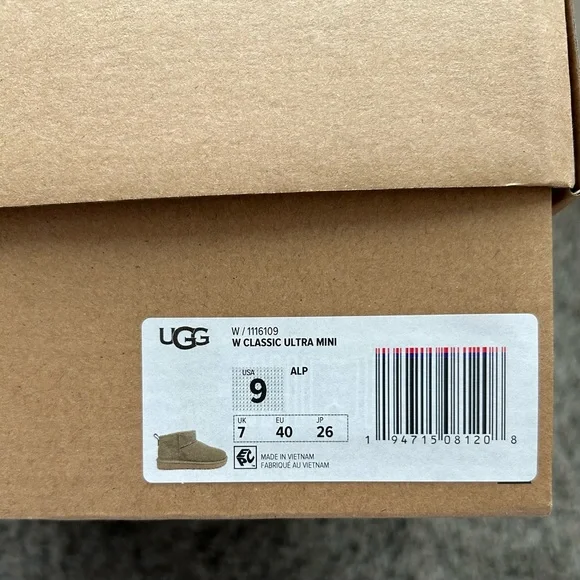 UGG
W / 1116109
W CLASSIC ULTRA MINI
USA
9
ALP
UK EU JP
7 40 26
MADE IN VIETNAM
FABRIQUÉ AU VIETNAM
1 94715 08120 8